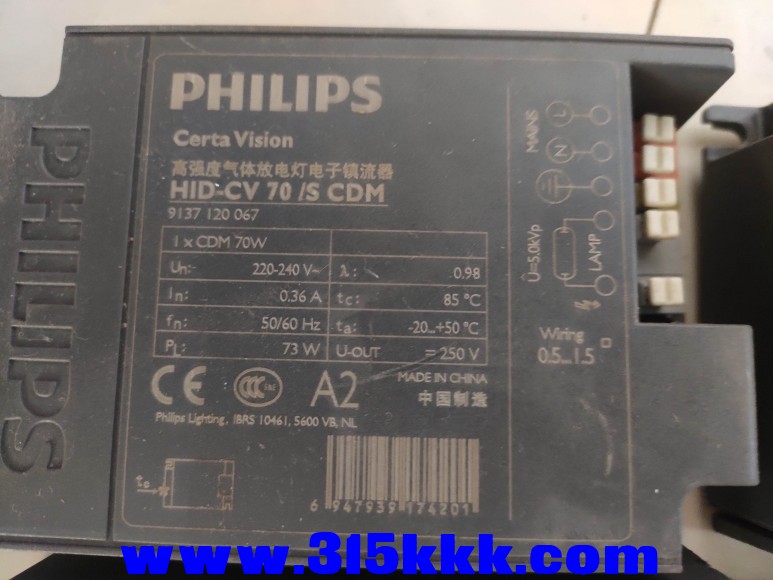 PHILIPS
PHILIPS
Certa Vision
高强度气体放电灯电子镇流器
HID-CV 70 /S CDM
9137 120 067
1 x CDM 70W
Un: 220-240 V~ λ: 0.98
In: 0.36 A tc: 85 °C
fn: 50/60 Hz ta: -20...+50 °C
PL: 73 W U-OUT = 250 V
CE CCC S&E A2 MADE IN CHINA
中国制造
Philips Lighting, IBRS 10461, 5600 VB, NL
tc
6 947939 174201
MAINS
L
N
U=5.0kVp
LAMP
Wiring
0.5...1.5
www.315kkk.com